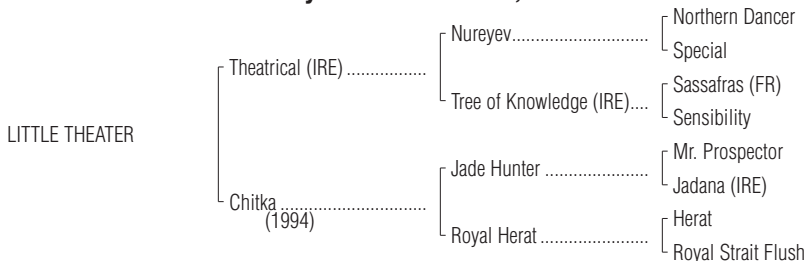 Northern Dancer
Nureyev
Special
Theatrical (IRE)
Sassafras (FR)
Tree of Knowledge (IRE)
Sensibility
LITTLE THEATER
Mr. Prospector
Jade Hunter
Jadana (IRE)
Chitka
(1994)
Herat
Royal Herat
Royal Strait Flush